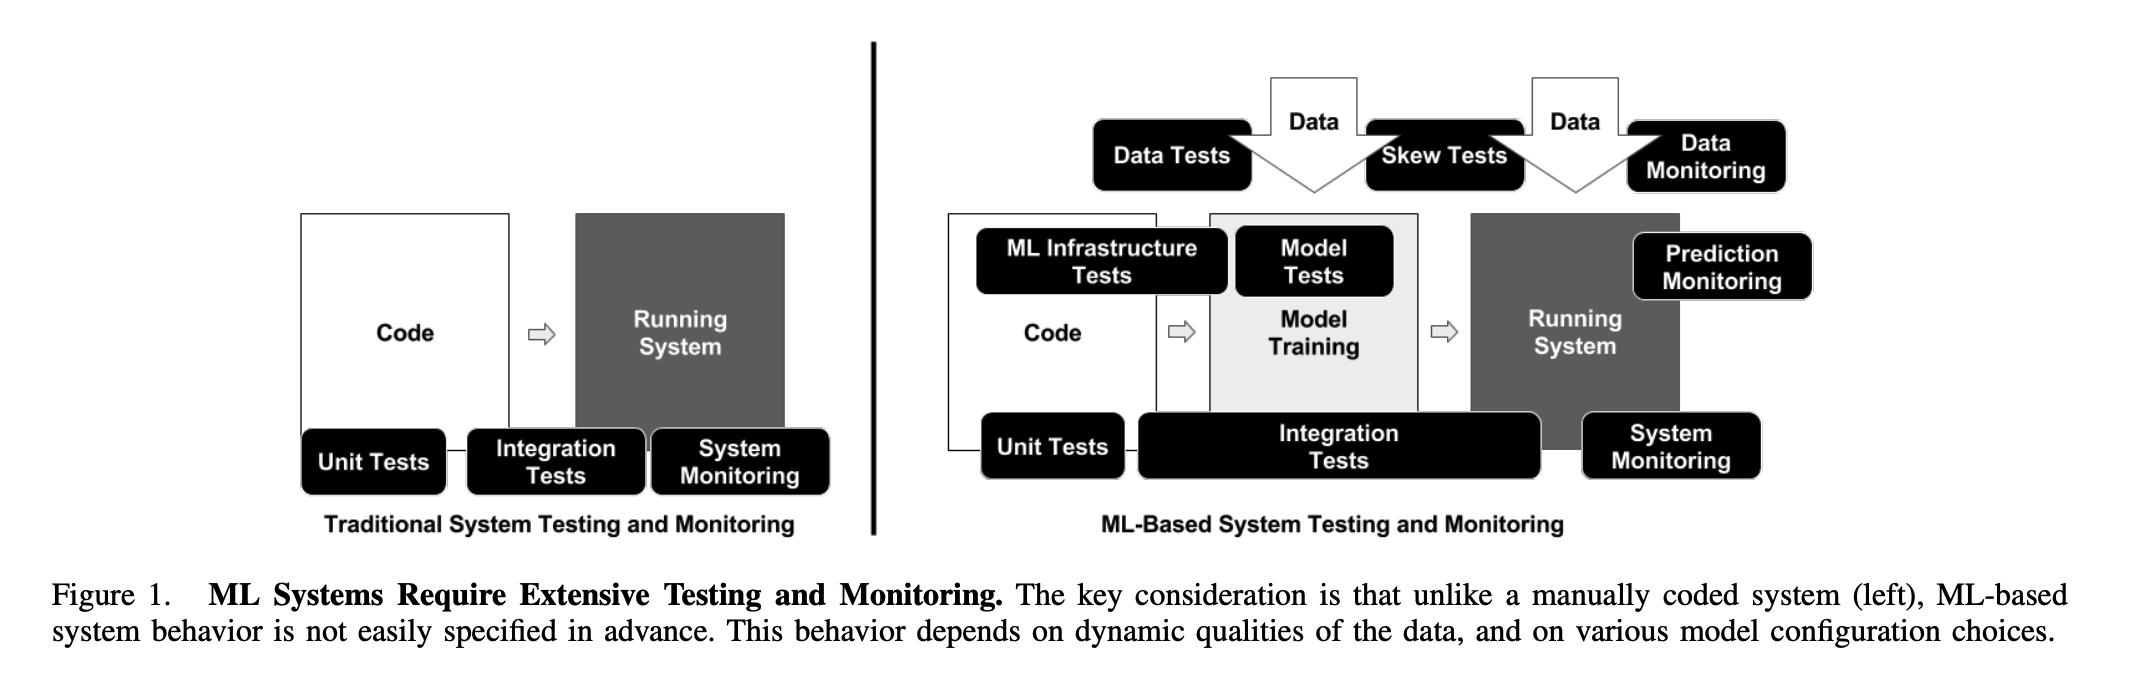 Code
Running
System
Unit Tests
Integration
Tests
System
Monitoring
Traditional System Testing and Monitoring
Data
Data
Data Tests
Skew Tests
Data
Monitoring
ML Infrastructure
Tests
Model
Tests
Prediction
Monitoring
Code
Model
Training
Running
System
Unit Tests
Integration
Tests
System
Monitoring
ML-Based System Testing and Monitoring
Figure 1. ML Systems Require Extensive Testing and Monitoring. The key consideration is that unlike a manually coded system (left), ML-based
system behavior is not easily specified in advance. This behavior depends on dynamic qualities of the data, and on various model configuration choices.